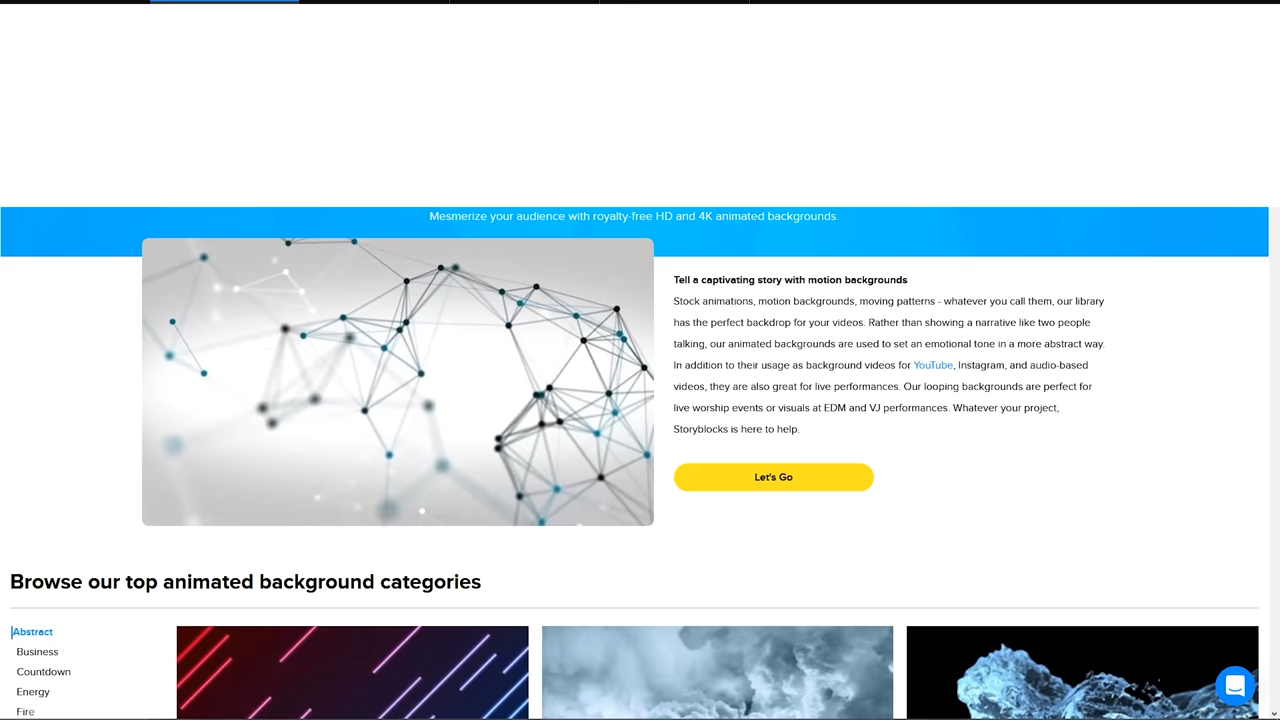 Mesmerize your audience with royalty-free HD and 4K animated backgrounds.
Tell a captivating story with motion backgrounds
Stock animations, motion backgrounds, moving patterns - whatever you call them, our library
has the perfect backdrop for your videos. Rather than showing a narrative like two people
talking, our animated backgrounds are used to set an emotional tone in a more abstract way.
In addition to their usage as background videos for YouTube, Instagram, and audio-based
videos, they are also great for live performances. Our looping backgrounds are perfect for
live worship events or visuals at EDM and VJ performances. Whatever your project,
Storyblocks is here to help.
Let's Go
Browse our top animated background categories
Abstract
Business
Countdown
Energy
Fire